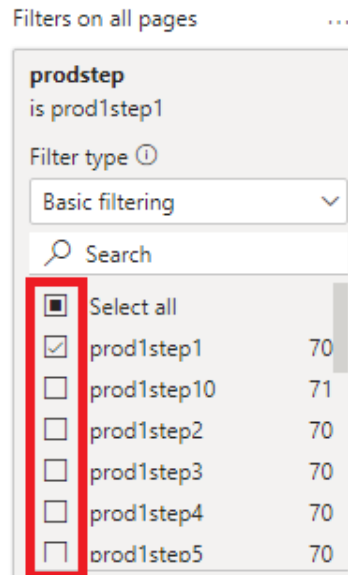 Filters on all pages
prodstep
is prod1step1
Filter type
Basic filtering
Search
Select all
prod1step1 70
prod1step10 71
prod1step2 70
prod1step3 70
prod1step4 70
prod1step5 70